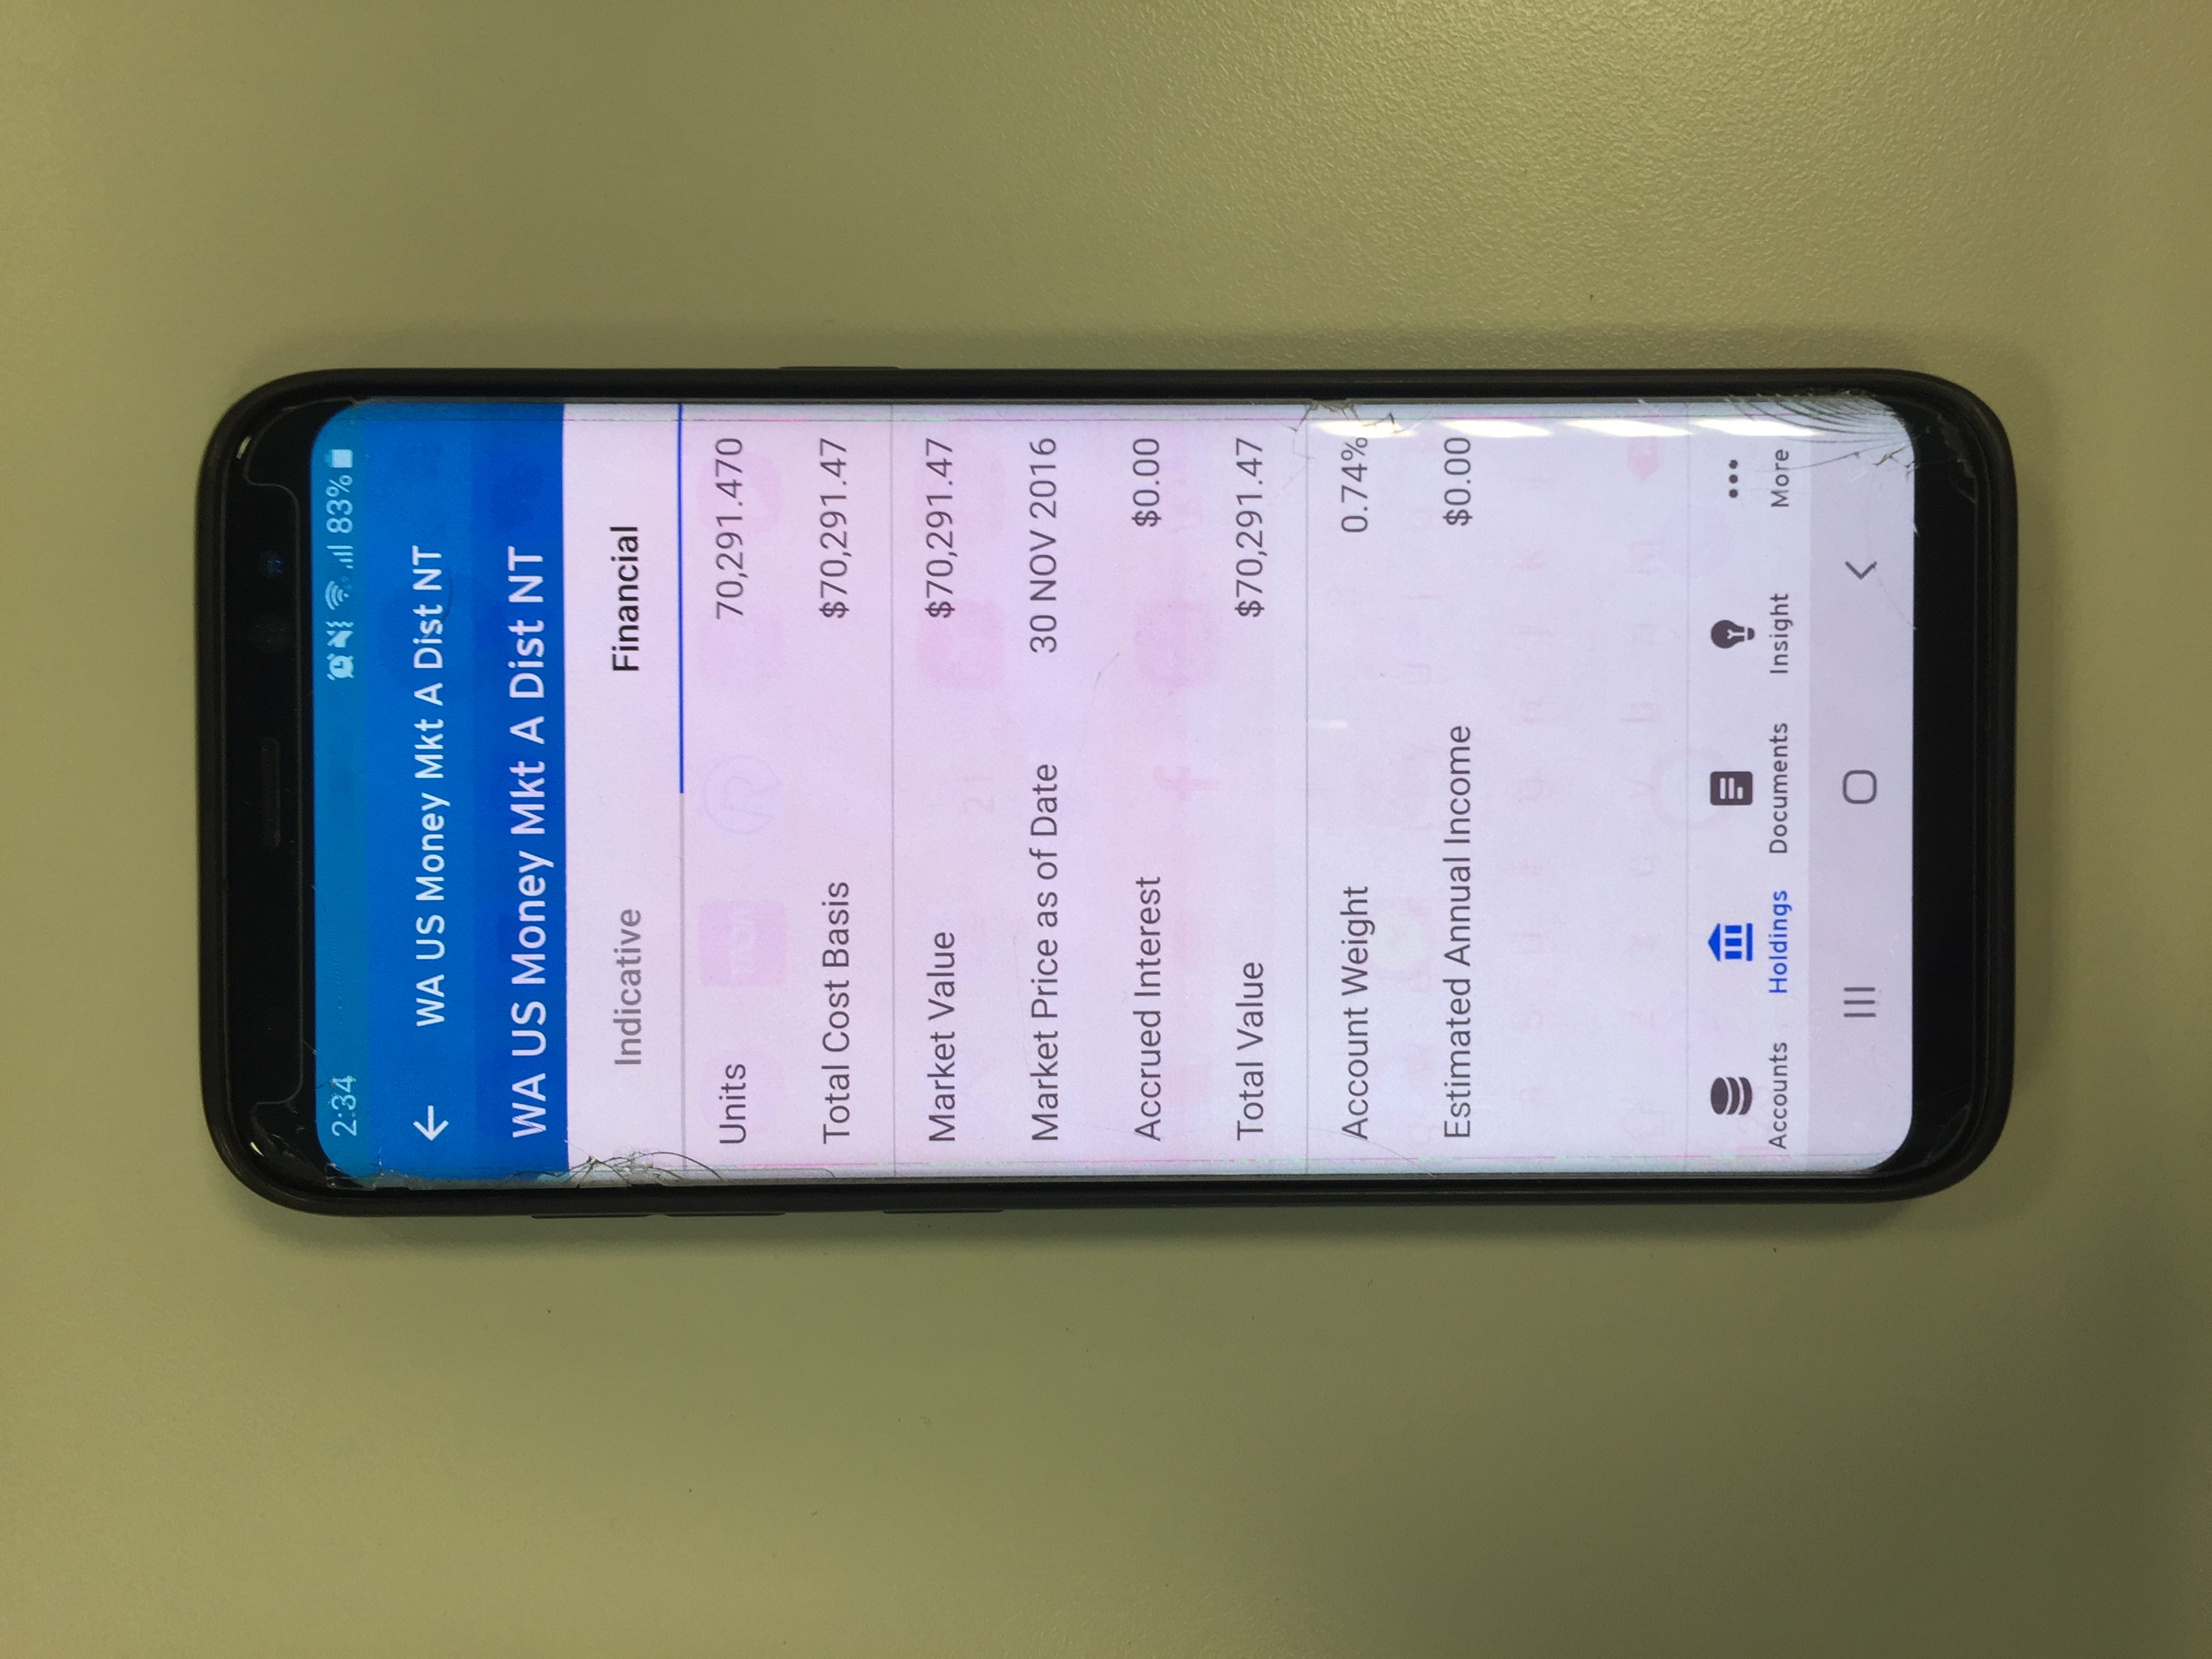 2:34 83%
WA US Money Mkt A Dist NT
WA US Money Mkt A Dist NT
Indicative Financial
Units 70,291.470
Total Cost Basis $70,291.47
Market Value $70,291.47
Market Price as of Date 30 NOV 2016
Accrued Interest $0.00
Total Value $70,291.47
Account Weight 0.74%
Estimated Annual Income $0.00
Accounts Holdings Documents Insight More